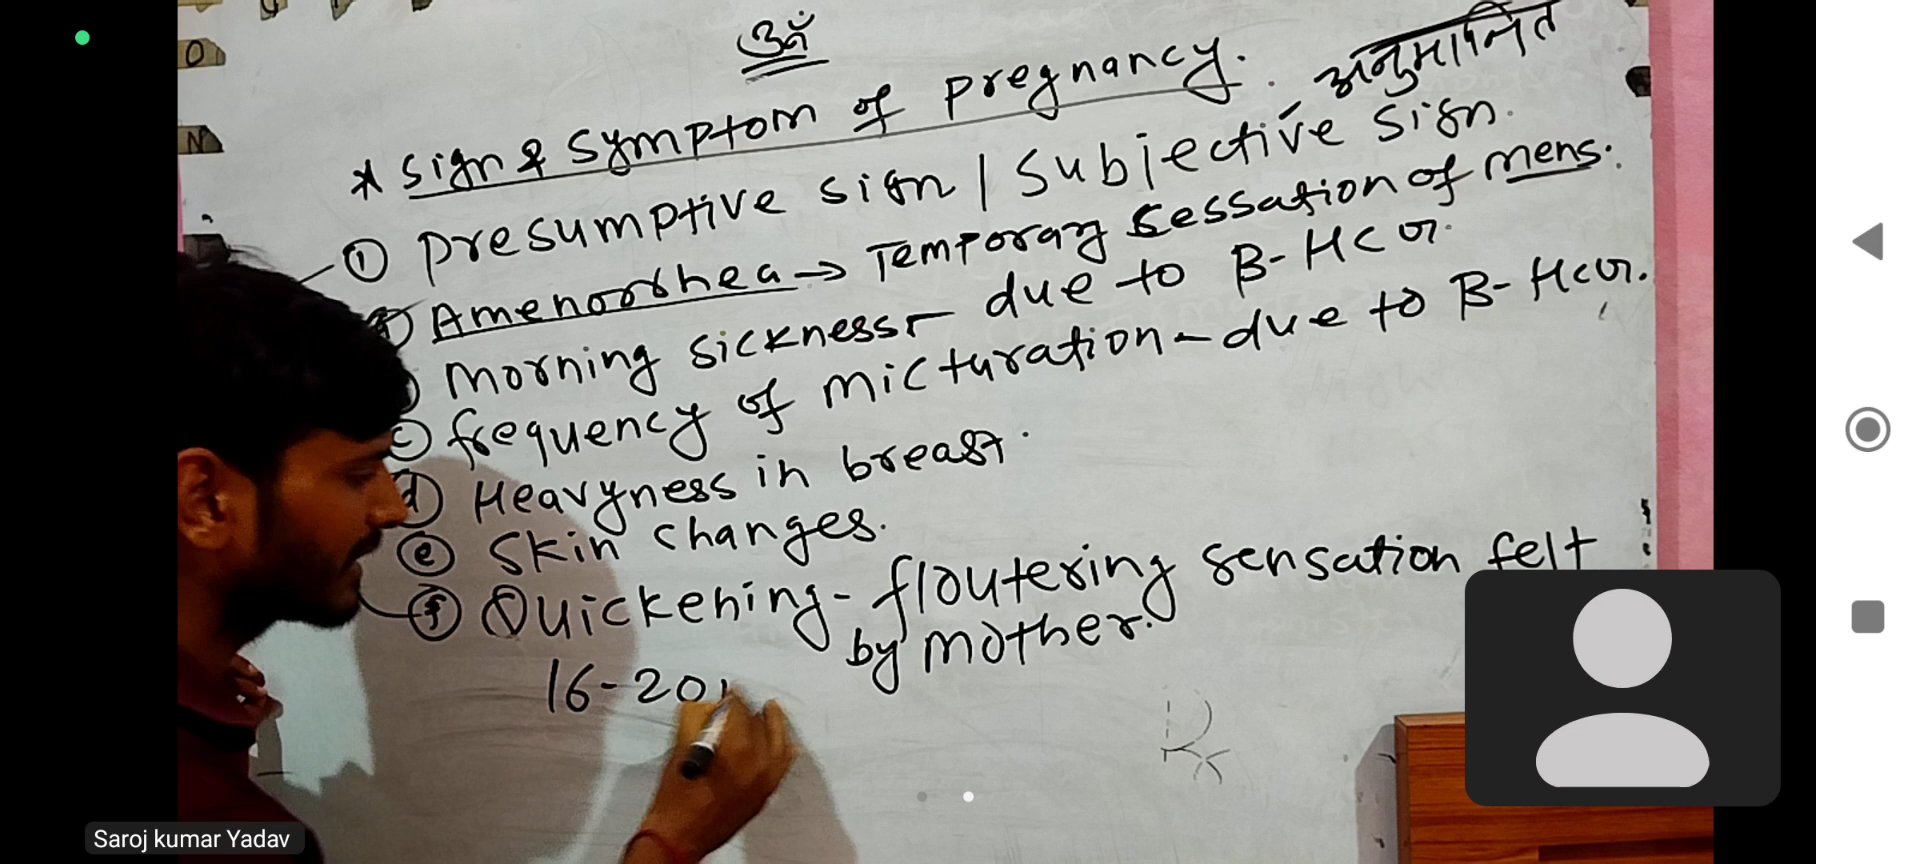 O
N
ॐ
* Sign & Symptom of pregnancy.
अनुमानित
① Presumptive sign | Subjective sign.
Amenorrhea → Temporary sessation of mens.
Morning sickness - due to B-HCG.
c frequency of micturation - due to B-HCG.
d Heavyness in breast.
e Skin changes.
f Quickening - floutering sensation felt
by mother.
16-20
Rx
Saroj kumar Yadav